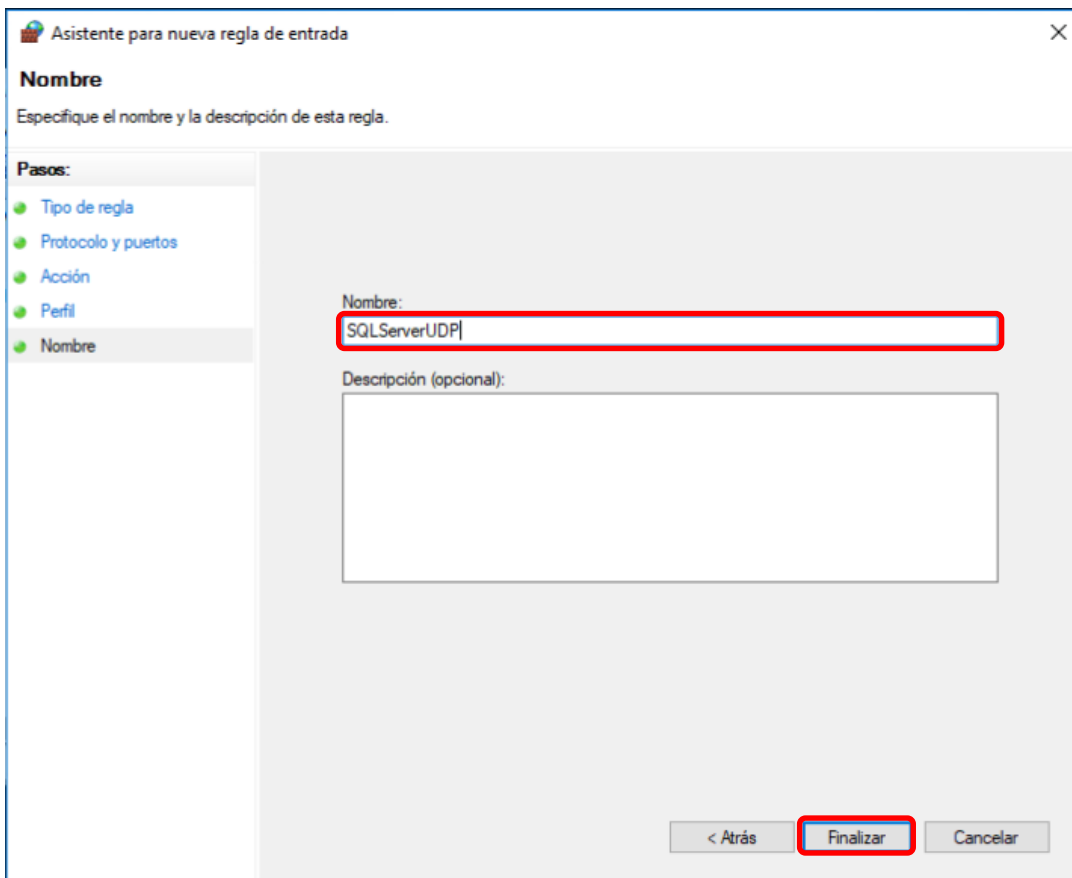 Asistente para nueva regla de entrada
Nombre
Especifique el nombre y la descripción de esta regla.
Pasos:
Tipo de regla
Protocolo y puertos
Acción
Perfil
Nombre
Nombre:
SQLServerUDP
Descripción (opcional):
< Atrás
Finalizar
Cancelar